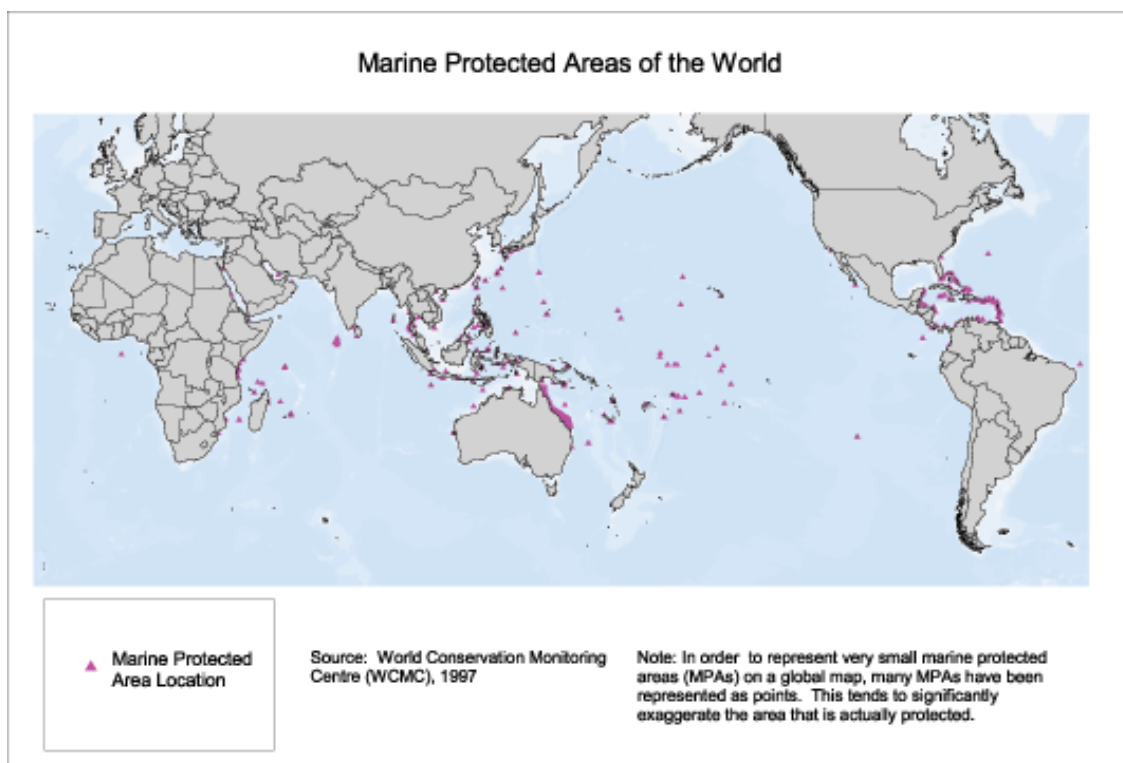 Marine Protected Areas of the World
Marine Protected
Area Location
Source:  World Conservation Monitoring
Centre (WCMC), 1997
Note: In order  to represent very small marine protected
areas (MPAs) on a global map, many MPAs have been
represented as points.  This tends to significantly
exaggerate the area that is actually protected.